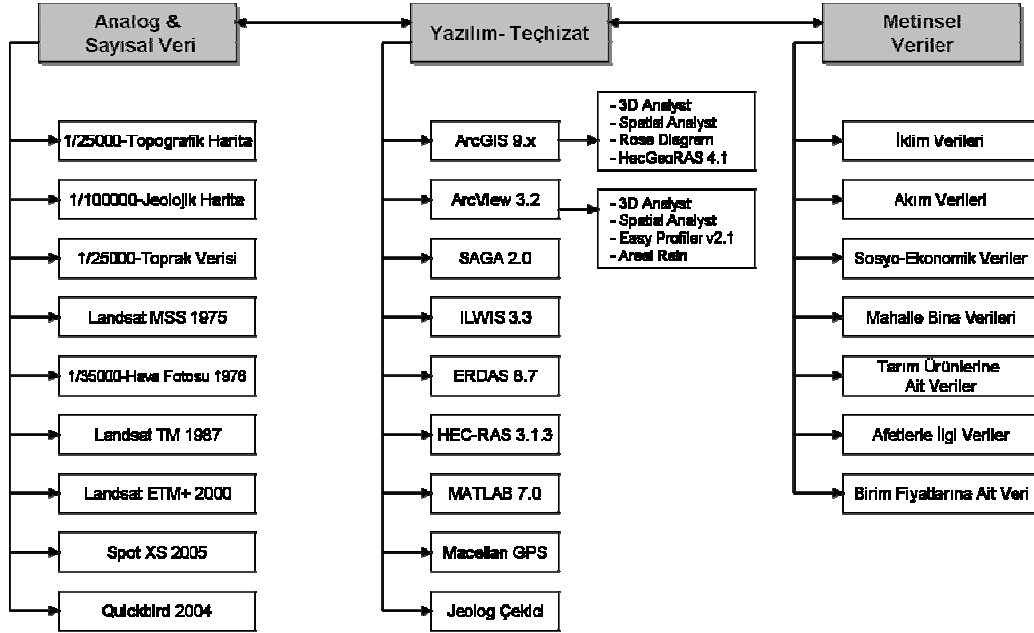 Analog &
Sayısal Veri
1/25000-Topografik Harita
1/100000-Jeolojik Harita
1/25000-Toprak Verisi
Landsat MSS 1975
1/35000-Hava Fotosu 1976
Landsat TM 1987
Landsat ETM+ 2000
Spot XS 2005
Quickbird 2004
Yazılım- Teçhizat
ArcGIS 9.x
- 3D Analyst
- Spatial Analyst
- Rose Diagram
- HecGeoRAS 4.1
ArcView 3.2
- 3D Analyst
- Spatial Analyst
- Easy Profiler v2.1
- Areal Rain
SAGA 2.0
ILWIS 3.3
ERDAS 8.7
HEC-RAS 3.1.3
MATLAB 7.0
Macellan GPS
Jeolog Çekici
Metinsel
Veriler
İklim Verileri
Akım Verileri
Sosyo-Ekonomik Veriler
Mahalle Bina Verileri
Tarım Ürünlerine
Ait Veriler
Afetlerle İlgi Veriler
Birim Fiyatlarına Ait Veri